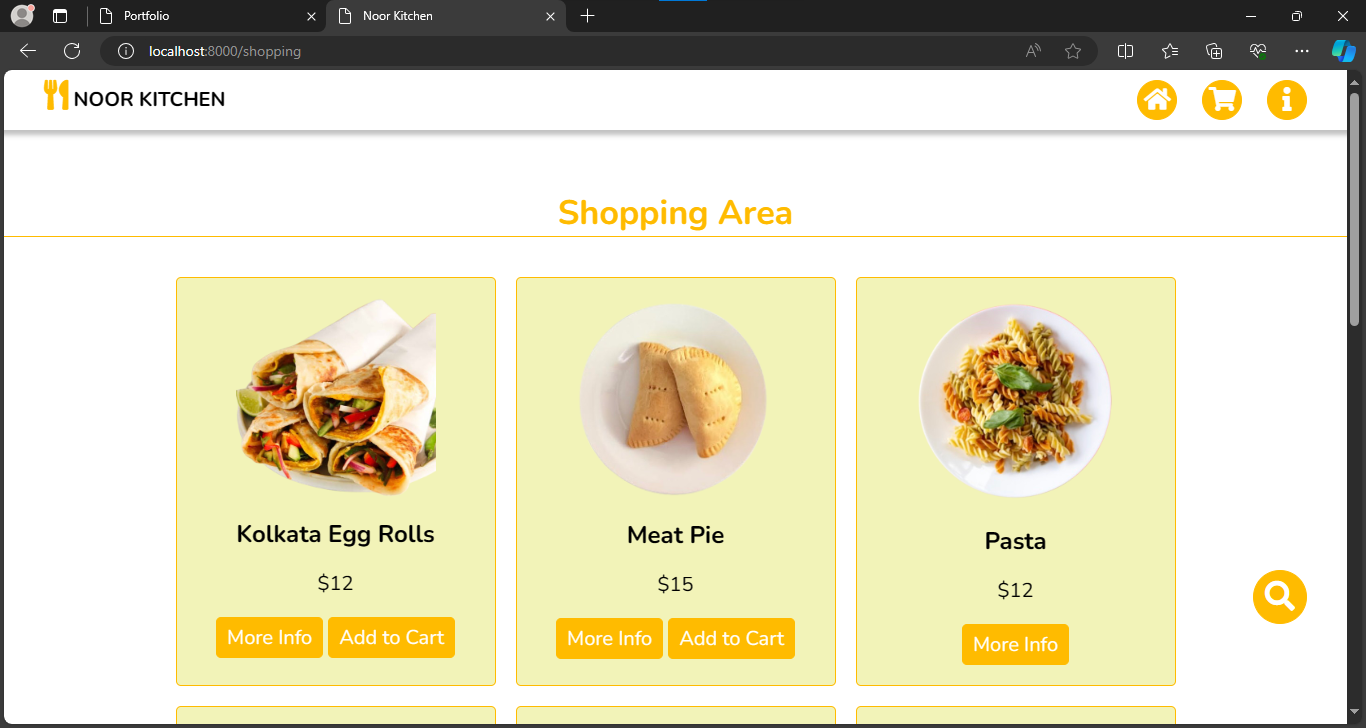 Portfolio
Noor Kitchen
localhost:8000/shopping
NOOR KITCHEN
Shopping Area
Kolkata Egg Rolls
$12
More Info Add to Cart
Meat Pie
$15
More Info Add to Cart
Pasta
$12
More Info